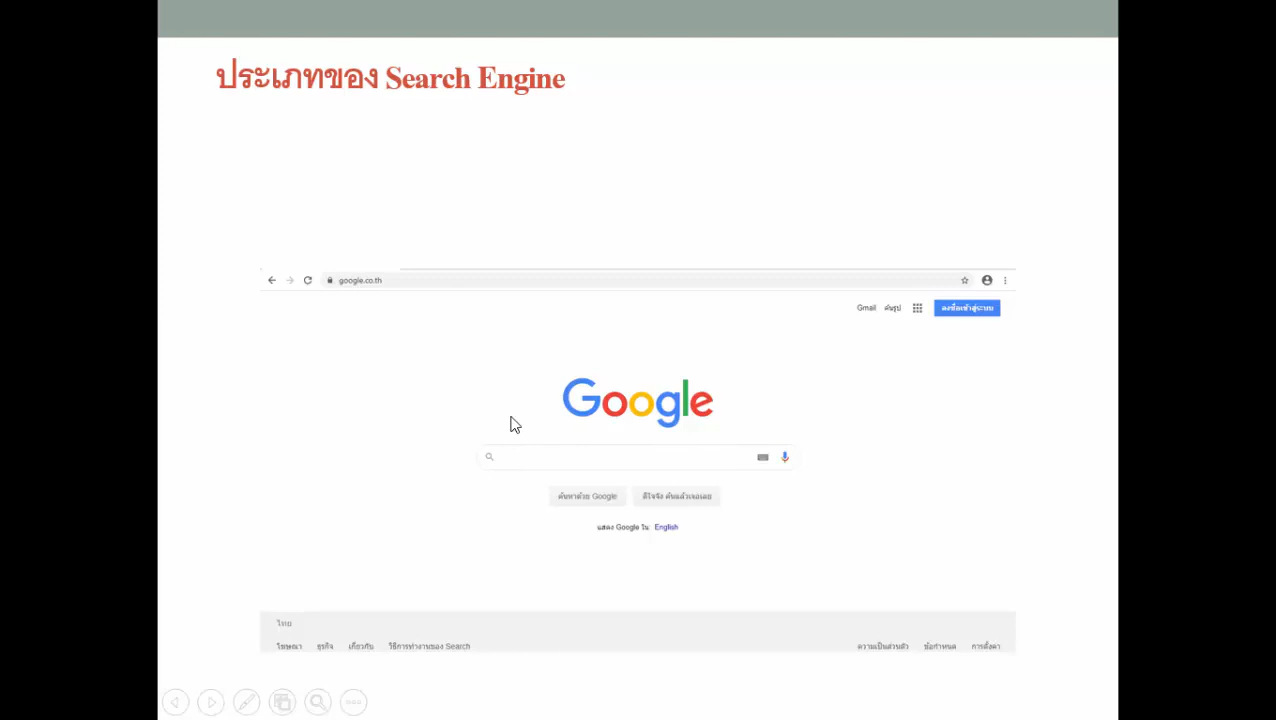 ประเภทของ Search Engine
google.co.th
Gmail ค้นรูป ลงชื่อเข้าสู่ระบบ
Google
ค้นหาด้วย Google ดีใจจัง ค้นแล้วเจอเลย
แสดง Google ใน English
ไทย
โฆษณา ธุรกิจ เกี่ยวกับ วิธีการทำงานของ Search ความเป็นส่วนตัว ข้อกำหนด การตั้งค่า